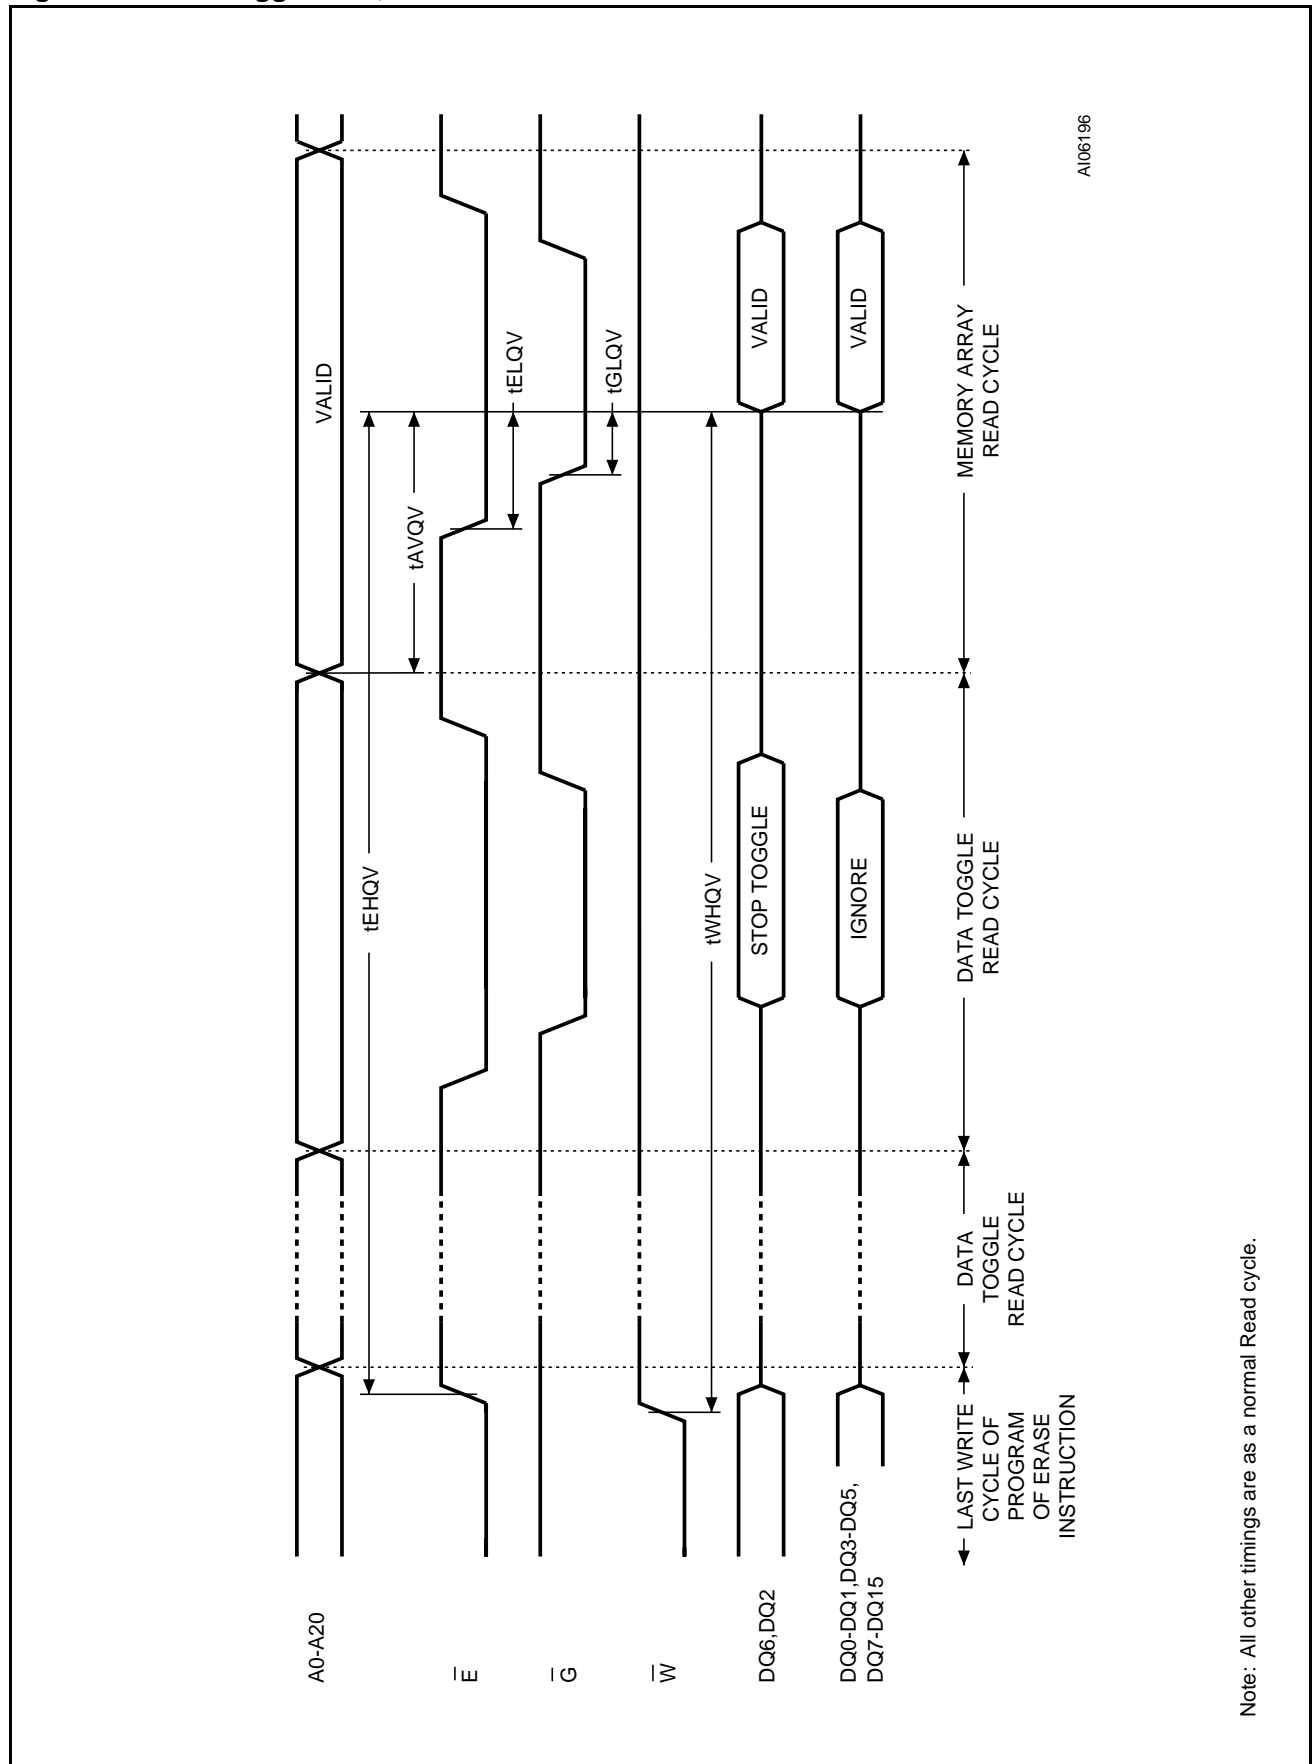 A0-A20
VALID
tEHQV
tAVQV
E
tELQV
G
tGLQV
W
tWHQV
DQ6,DQ2
STOP TOGGLE
VALID
DQ0-DQ1,DQ3-DQ5,
DQ7-DQ15
IGNORE
VALID
LAST WRITE
CYCLE OF
PROGRAM
OF ERASE
INSTRUCTION
DATA
TOGGLE
READ CYCLE
DATA TOGGLE
READ CYCLE
MEMORY ARRAY
READ CYCLE
AI06196
Note: All other timings are as a normal Read cycle.